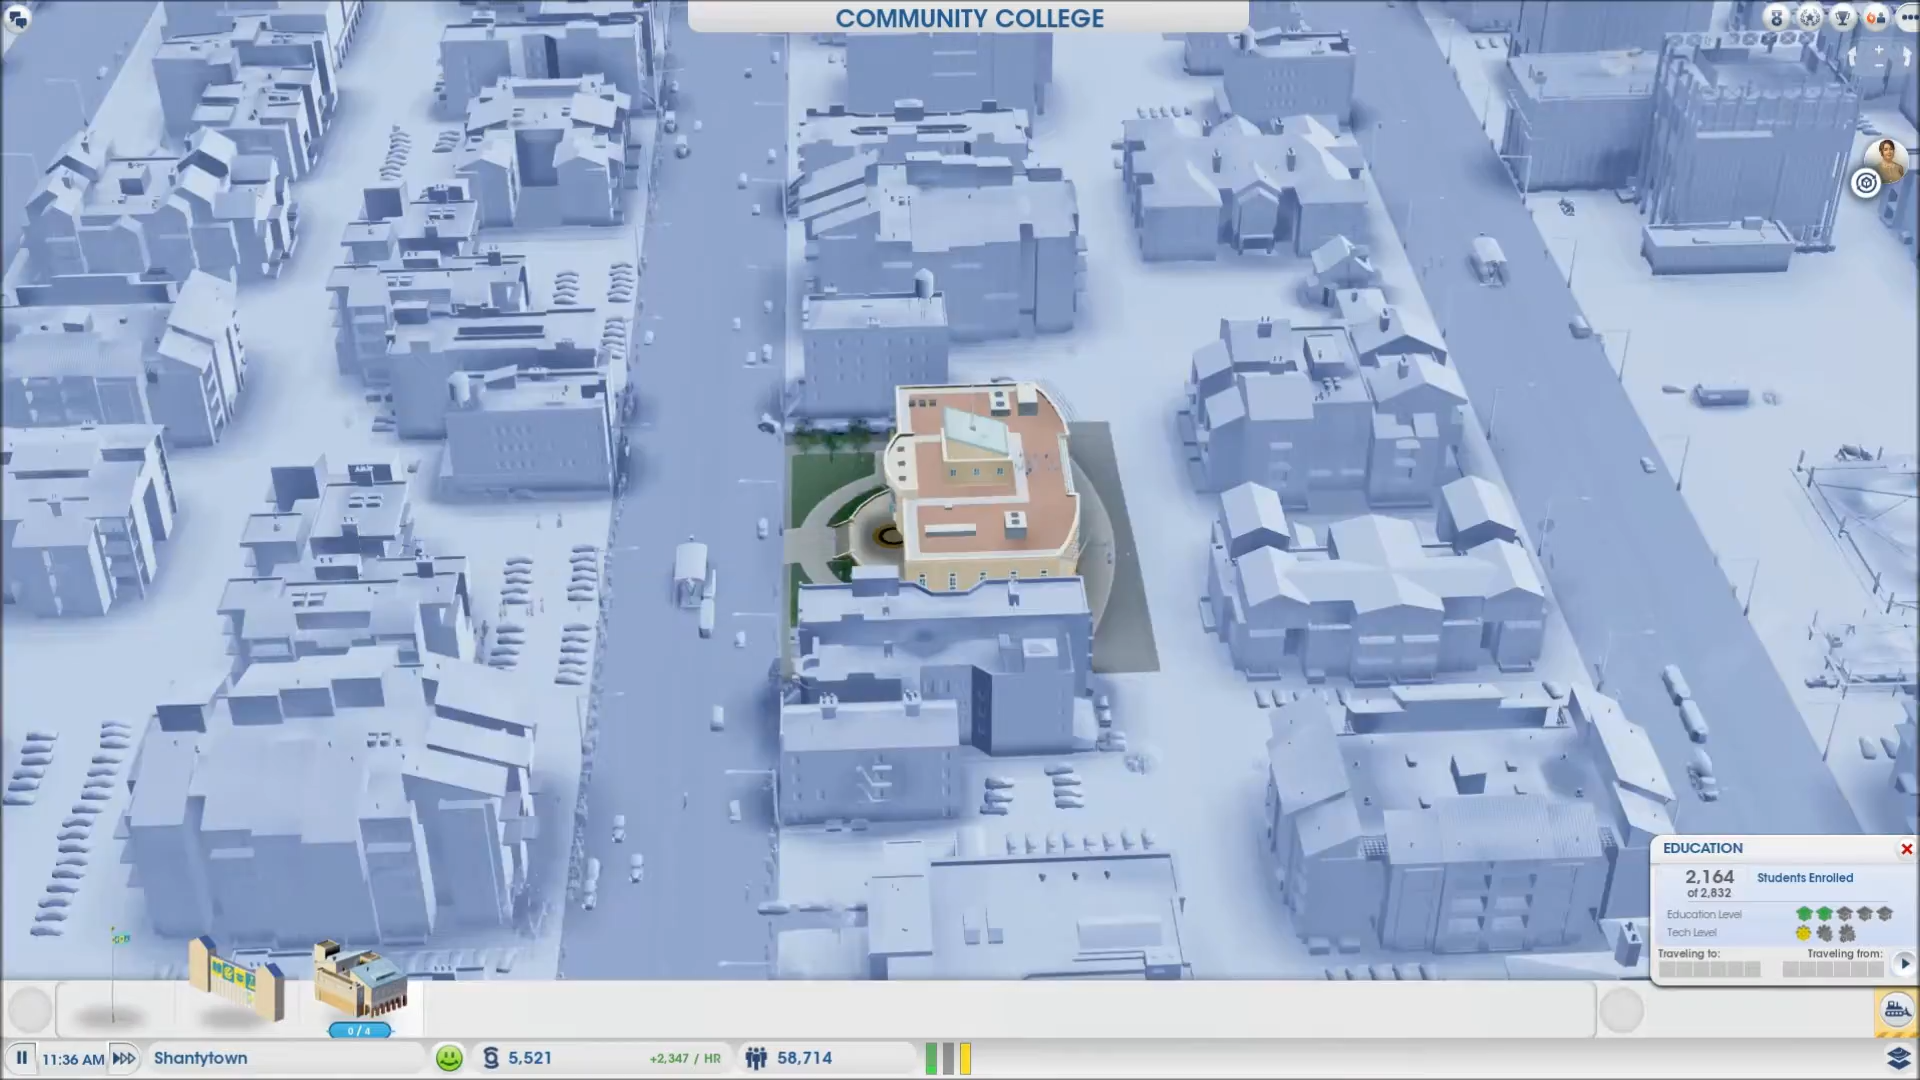 COMMUNITY COLLEGE
EDUCATION
2,164
of 2,832
Students Enrolled
Education Level
Tech Level
Traveling to:
Traveling from:
0 / 4
11:36 AM
Shantytown
5,521
+2,347 / HR
58,714